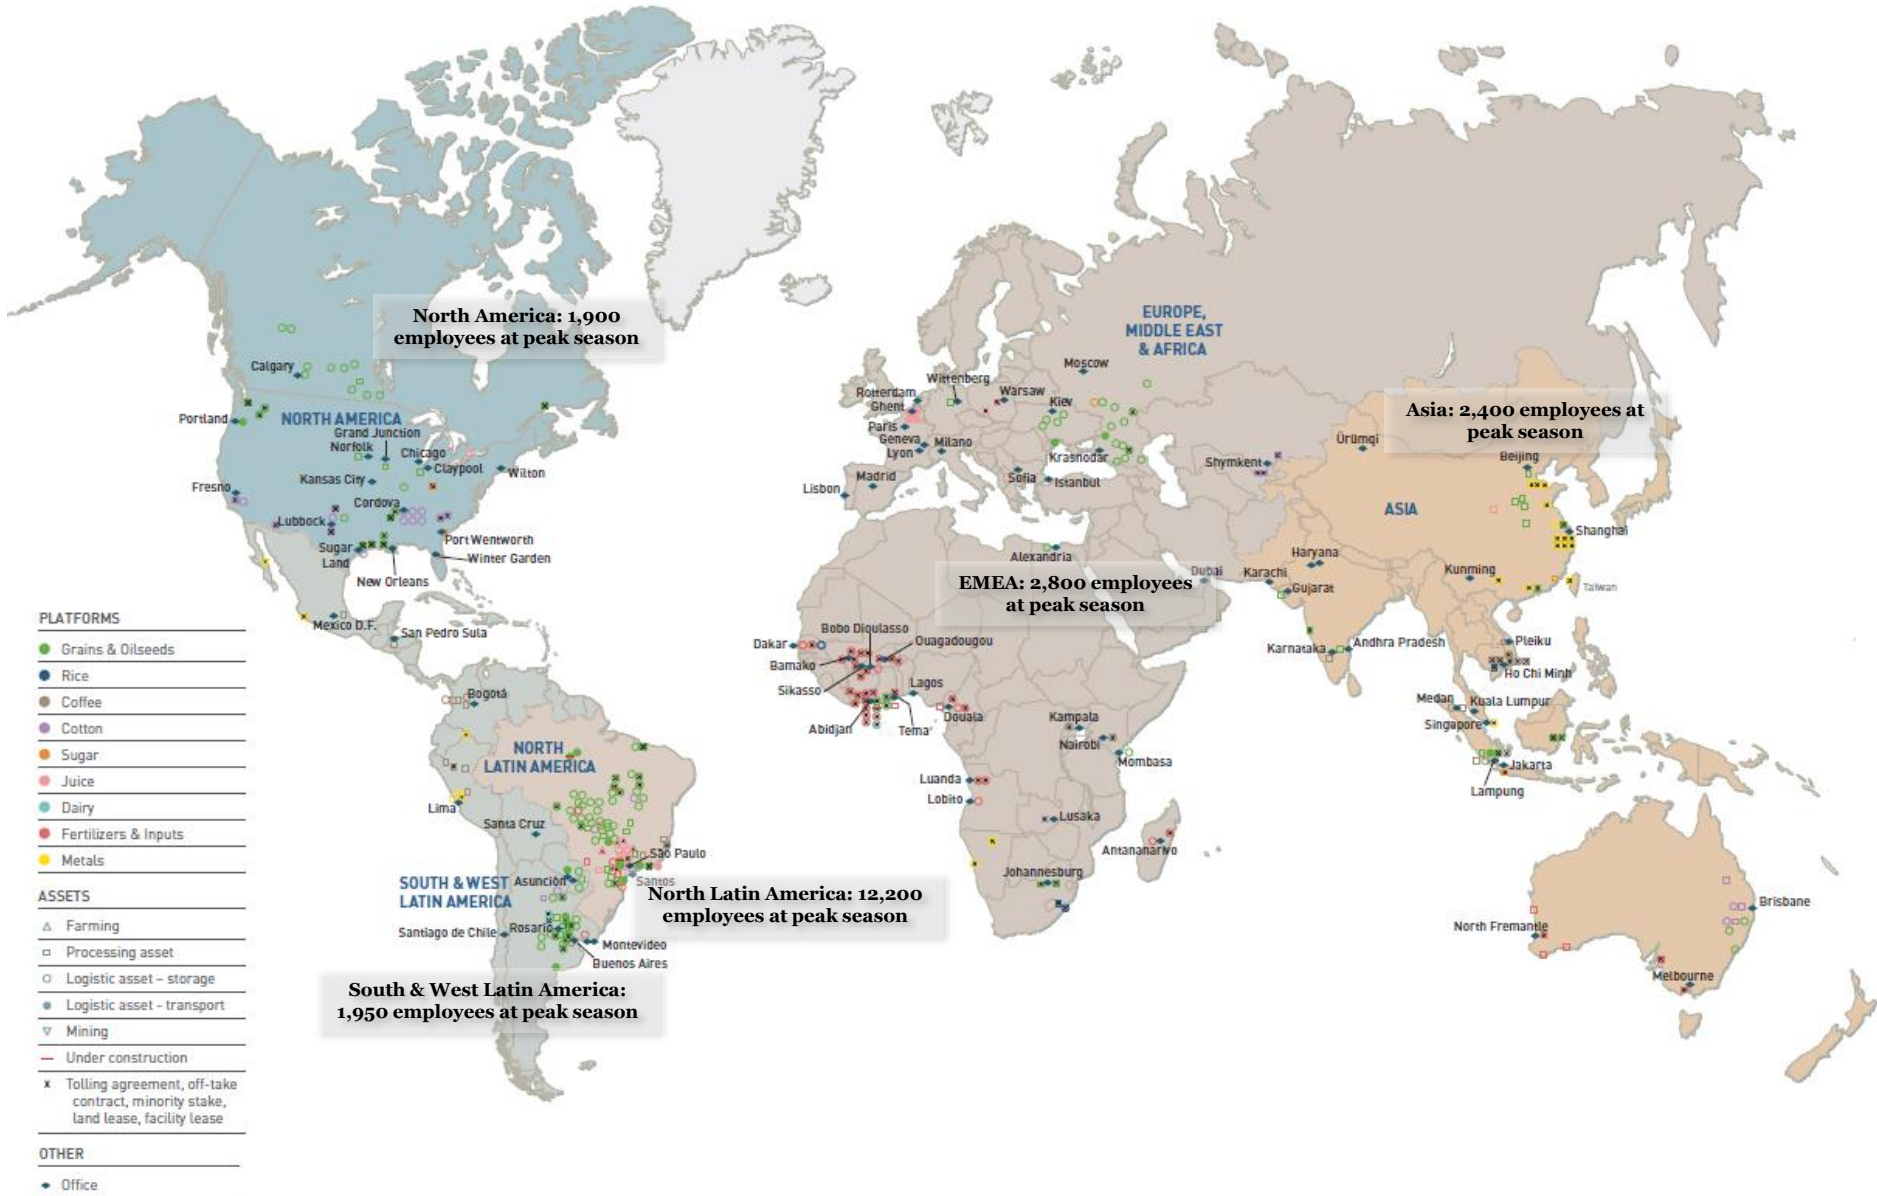 North America: 1,900
employees at peak season
EUROPE,
MIDDLE EAST
& AFRICA
Calgary
Portland
NORTH AMERICA
Grand Junction
Norfolk
Chicago
Claypool
Wilton
Kansas City
Fresno
Cordova
Lubbock
Port Wentworth
Sugar
Land
Winter Garden
New Orleans
Mexico D.F.
San Pedro Sula
Moscow
Wittenberg
Warsaw
Rotterdam
Ghent
Kiev
Paris
Geneva
Milano
Lyon
Krasnodar
Madrid
Lisbon
Sofia
Istanbul
Shymkent
Asia: 2,400 employees at
peak season
Ürümqi
Beijing
ASIA
Shanghai
Alexandria
Haryana
Dubai
Karachi
Gujarat
Kunming
Taiwan
EMEA: 2,800 employees
at peak season
Bobo Dioulasso
Ouagadougou
Dakar
Bamako
Sikasso
Lagos
Abidjan
Tema
Douala
Kampala
Nairobi
Mombasa
Luanda
Lobito
Lusaka
Antananarivo
Johannesburg
Karnataka
Andhra Pradesh
Pleiku
Ho Chi Minh
Medan
Kuala Lumpur
Singapore
Jakarta
Lampung
Brisbane
North Fremantle
Melbourne
Bogotá
NORTH
LATIN AMERICA
Lima
Santa Cruz
São Paulo
Santos
SOUTH & WEST
LATIN AMERICA
Asunción
North Latin America: 12,200
employees at peak season
Santiago de Chile
Rosario
Montevideo
Buenos Aires
South & West Latin America:
1,950 employees at peak season
PLATFORMS
Grains & Oilseeds
Rice
Coffee
Cotton
Sugar
Juice
Dairy
Fertilizers & Inputs
Metals
ASSETS
Farming
Processing asset
Logistic asset – storage
Logistic asset - transport
Mining
Under construction
Tolling agreement, off-take
contract, minority stake,
land lease, facility lease
OTHER
Office